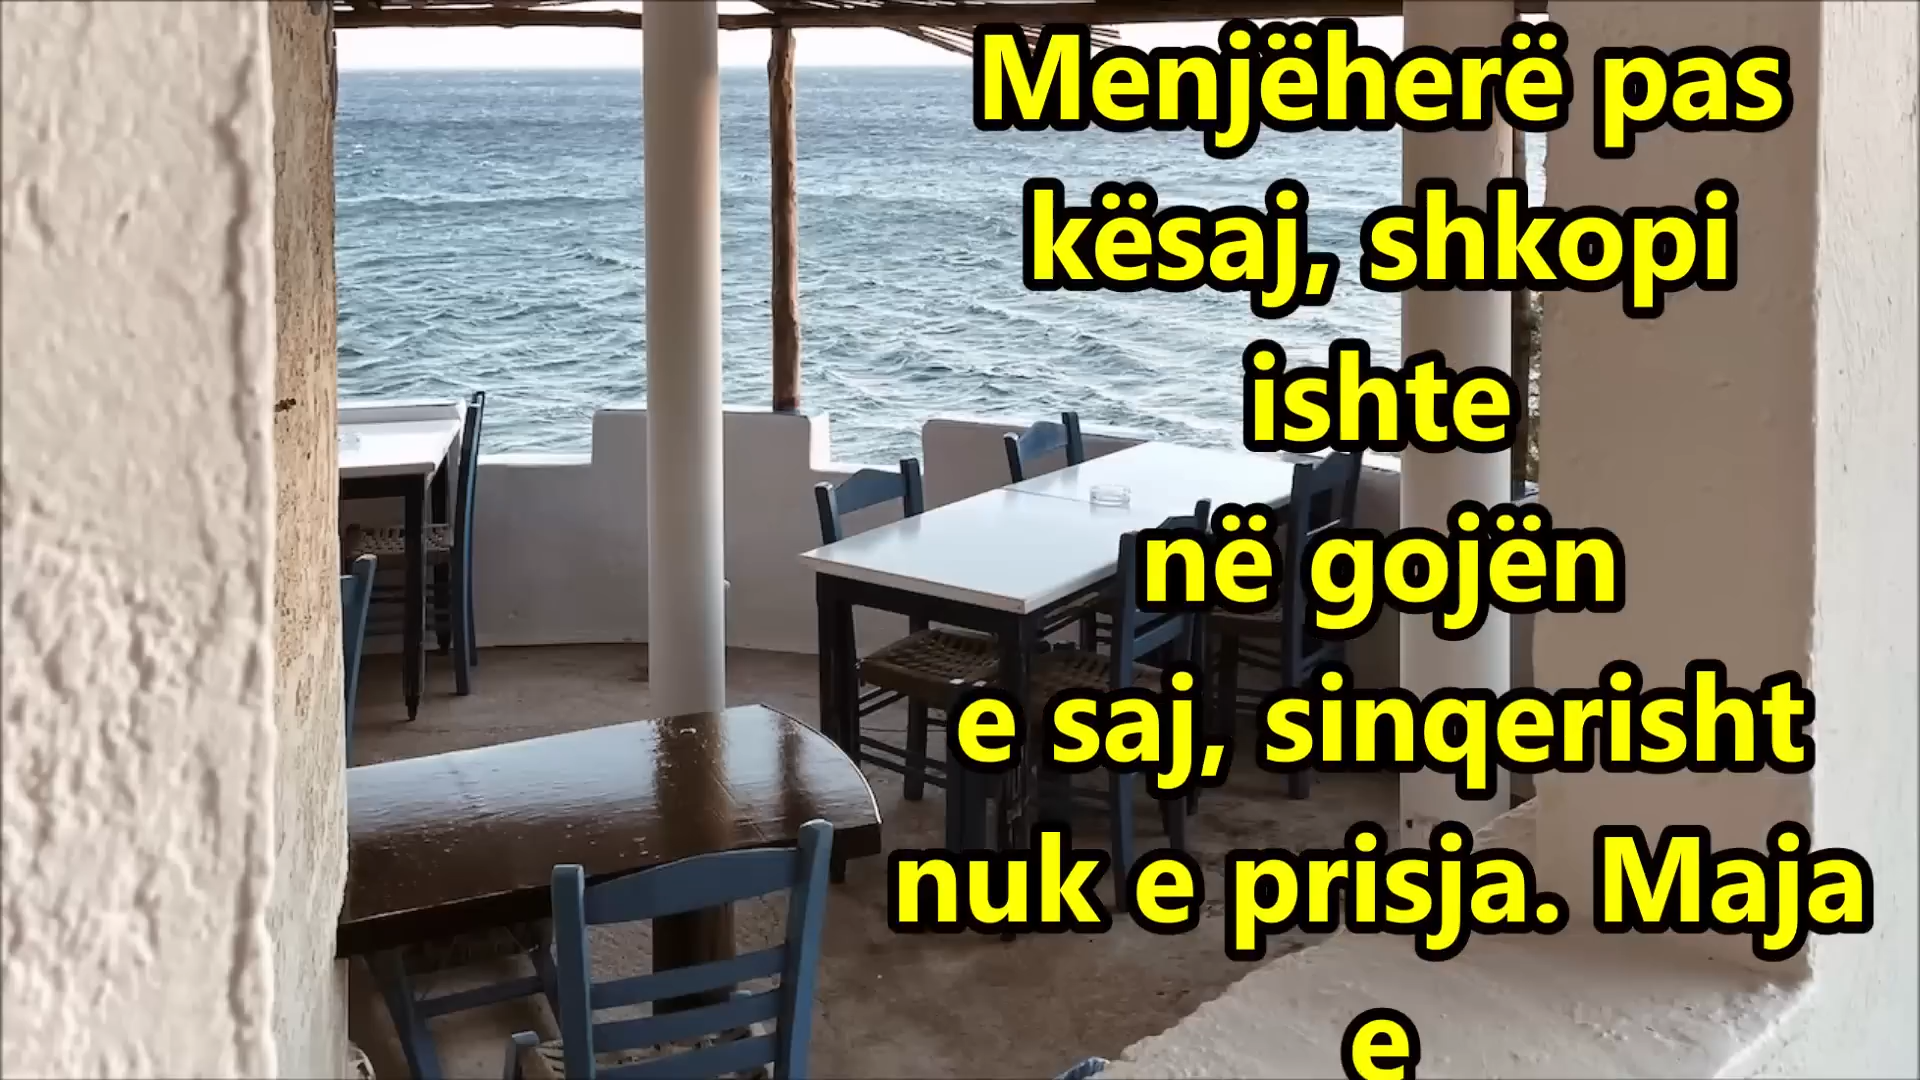 Menjëherë pas
kësaj, shkopi
ishte
në gojën
e saj, sinqerisht
nuk e prisja. Maja
e